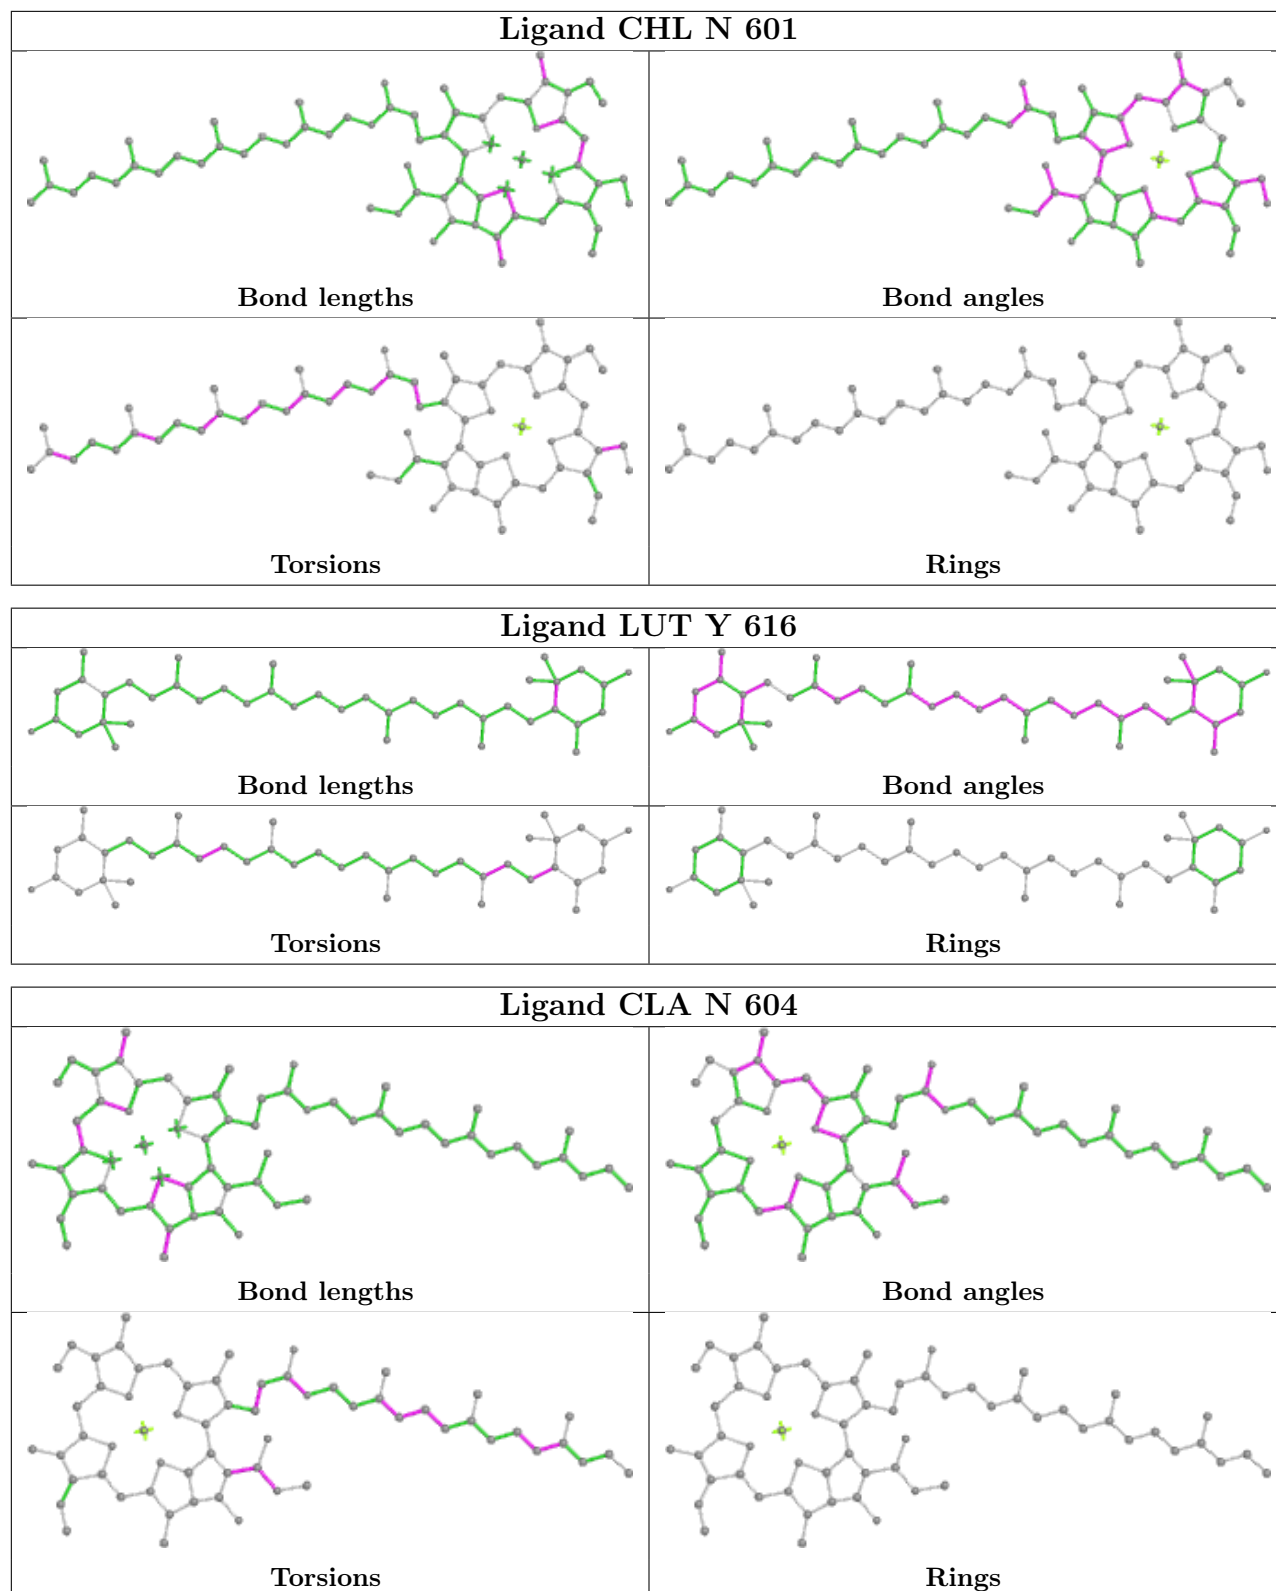 Ligand CHL N 601
Bond lengths
Bond angles
Torsions
Rings
Ligand LUT Y 616
Bond lengths
Bond angles
Torsions
Rings
Ligand CLA N 604
Bond lengths
Bond angles
Torsions
Rings